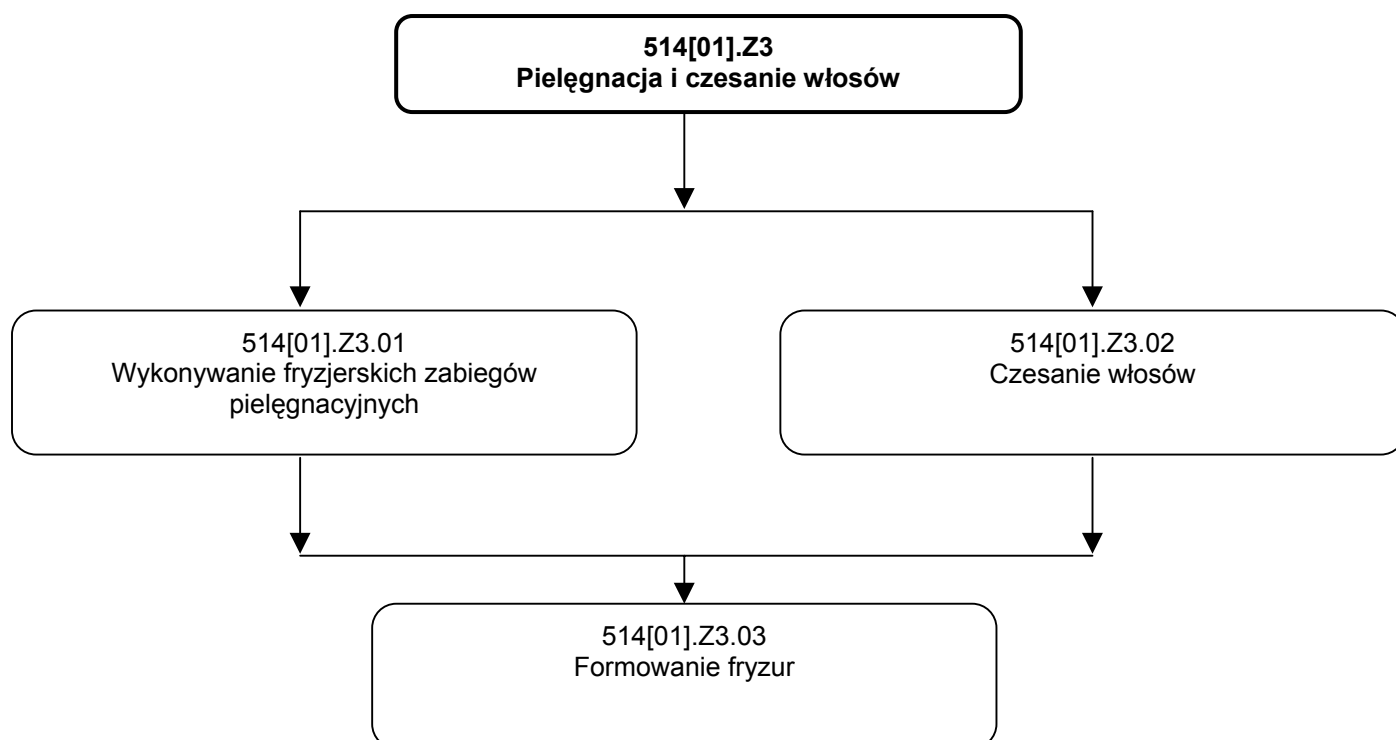 514[01].Z3
Pielęgnacja i czesanie włosów
514[01].Z3.01
Wykonywanie fryzjerskich zabiegów
pielęgnacyjnych
514[01].Z3.02
Czesanie włosów
514[01].Z3.03
Formowanie fryzur